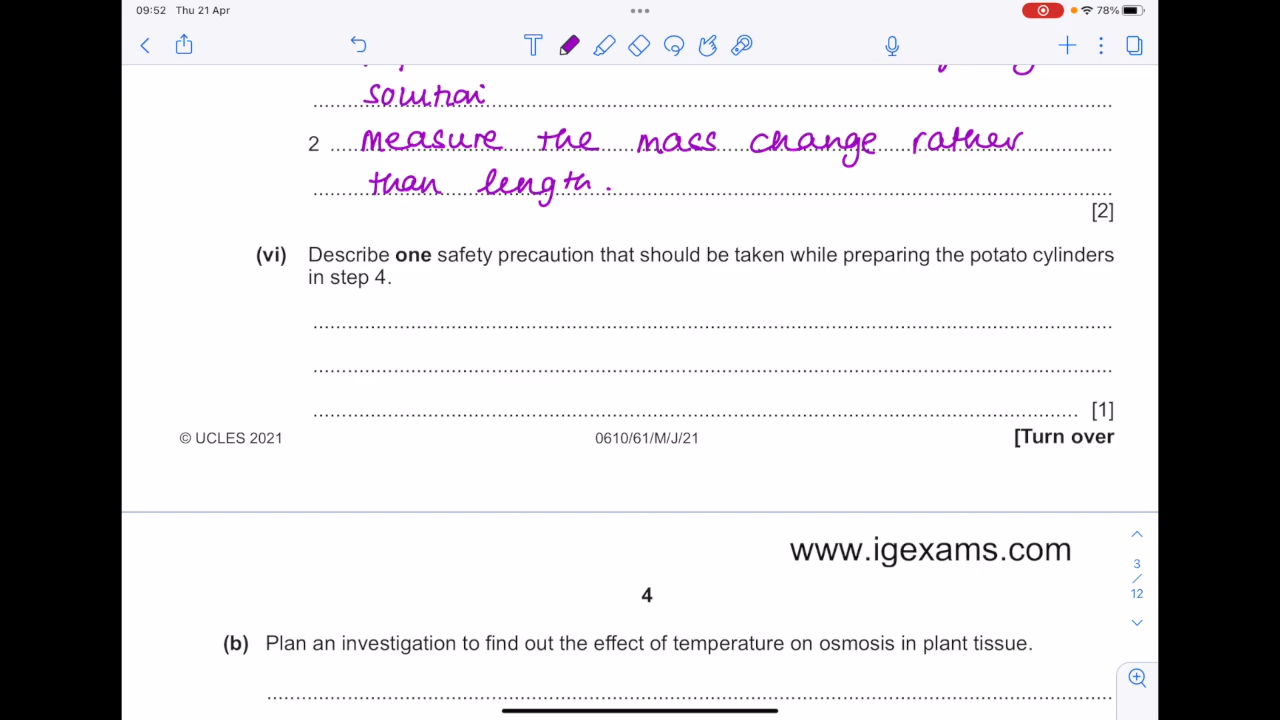 09:52 Thu 21 Apr
78%
solution
2 measure the mass change rather
than length.
[2]
(vi) Describe one safety precaution that should be taken while preparing the potato cylinders
in step 4.
[1]
© UCLES 2021 0610/61/M/J/21 [Turn over
www.igexams.com
3
/
12
4
(b) Plan an investigation to find out the effect of temperature on osmosis in plant tissue.